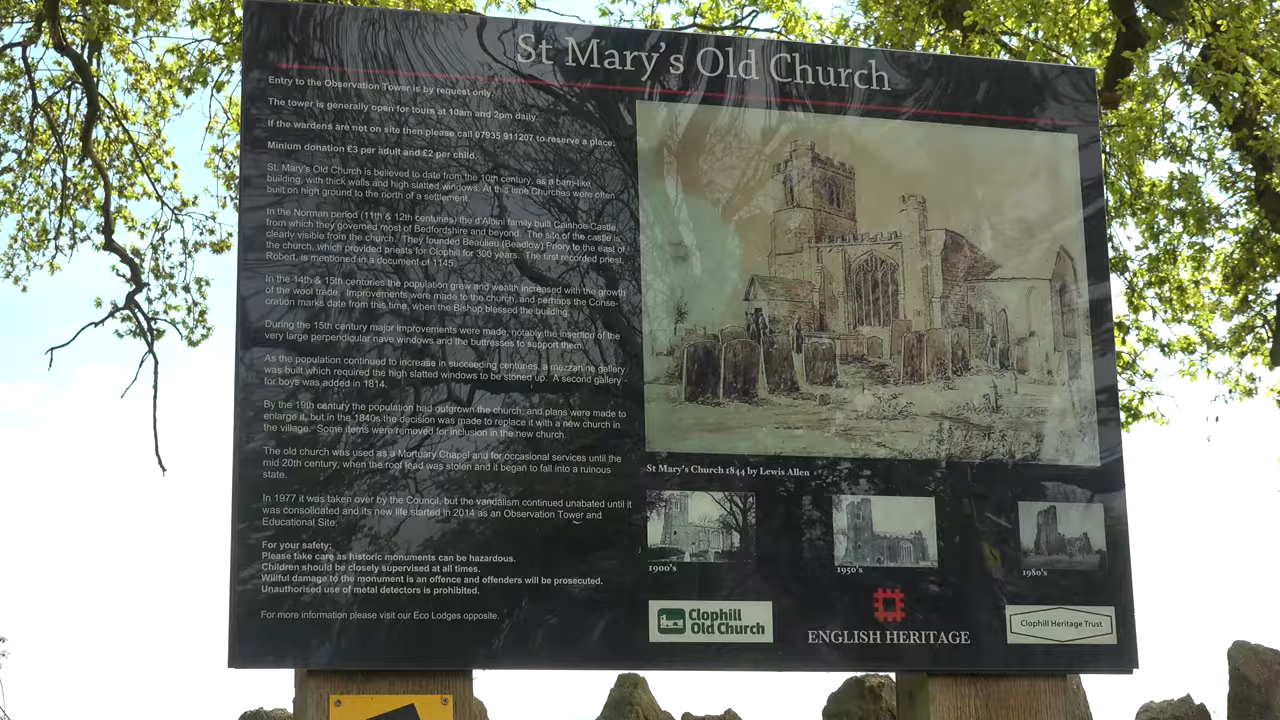 St Mary's Old Church
Entry to the Observation Tower is by request only.
The tower is generally open for tours at 10am and 2pm daily.
If the wardens are not on site then please call 07935 911207 to reserve a place.
Minium donation £3 per adult and £2 per child.
St. Mary's Old Church is believed to date from the 10th century, as a barn-like
building, with thick walls and high slatted windows. At this time Churches were often
built on high ground to the north of a settlement.
In the Norman period (11th & 12th centuries) the d'Albini family built Cainhoe Castle,
from which they governed most of Bedfordshire and beyond. The site of the castle is
clearly visible from the church. They founded Beaulieu (Beadlow) Priory to the east of
the church, which provided priests for Clophill for 300 years. The first recorded priest,
Robert, is mentioned in a document of 1145.
In the 14th & 15th centuries the population grew and wealth increased with the growth
of the wool trade. Improvements were made to the church, and perhaps the Conse-
cration marks date from this time, when the Bishop blessed the building.
During the 15th century major improvements were made, notably the insertion of the
very large perpendicular nave windows and the buttresses to support them.
As the population continued to increase in succeeding centuries, a mezzanine gallery
was built which required the high slatted windows to be stoned up. A second gallery
for boys was added in 1814.
By the 19th century the population had outgrown the church, and plans were made to
enlarge it, but in the 1840s the decision was made to replace it with a new church in
the village. Some items were removed for inclusion in the new church.
The old church was used as a Mortuary Chapel and for occasional services until the
mid 20th century, when the roof lead was stolen and it began to fall into a ruinous
state.
In 1977 it was taken over by the Council, but the vandalism continued unabated until it
was consolidated and its new life started in 2014 as an Observation Tower and
Educational Site.
For your safety:
Please take care as historic monuments can be hazardous.
Children should be closely supervised at all times.
Willful damage to the monument is an offence and offenders will be prosecuted.
Unauthorised use of metal detectors is prohibited.
For more information please visit our Eco Lodges opposite.
St Mary's Church 1844 by Lewis Allen
1900's
1950's
1980's
Clophill
Old Church
ENGLISH HERITAGE
Clophill Heritage Trust